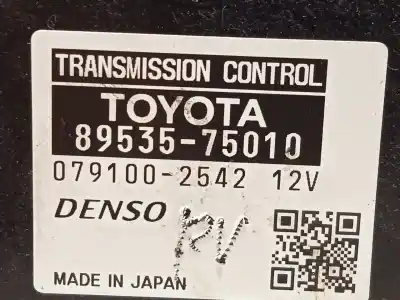 TRANSMISSION CONTROL
TOYOTA
89535-75010
079100-2542 12V
DENSO
RV
MADE IN JAPAN